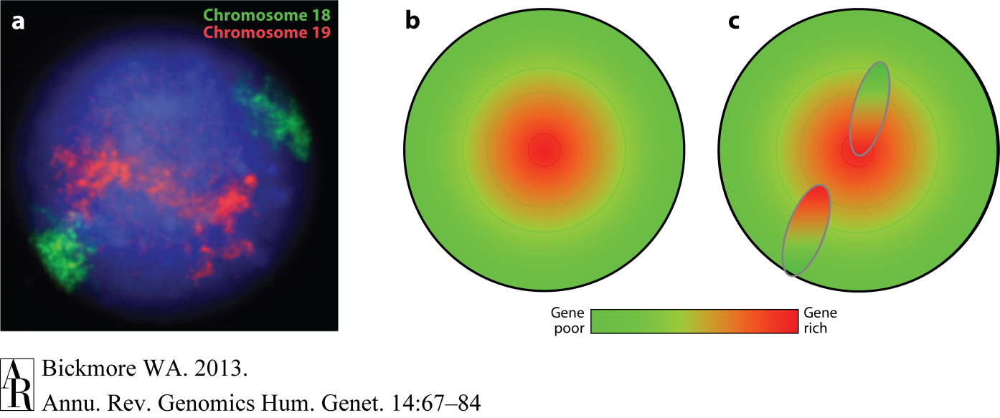 a
Chromosome 18
Chromosome 19
b
c
Gene
poor
Gene
rich
AR
Bickmore WA. 2013.
Annu. Rev. Genomics Hum. Genet. 14:67–84